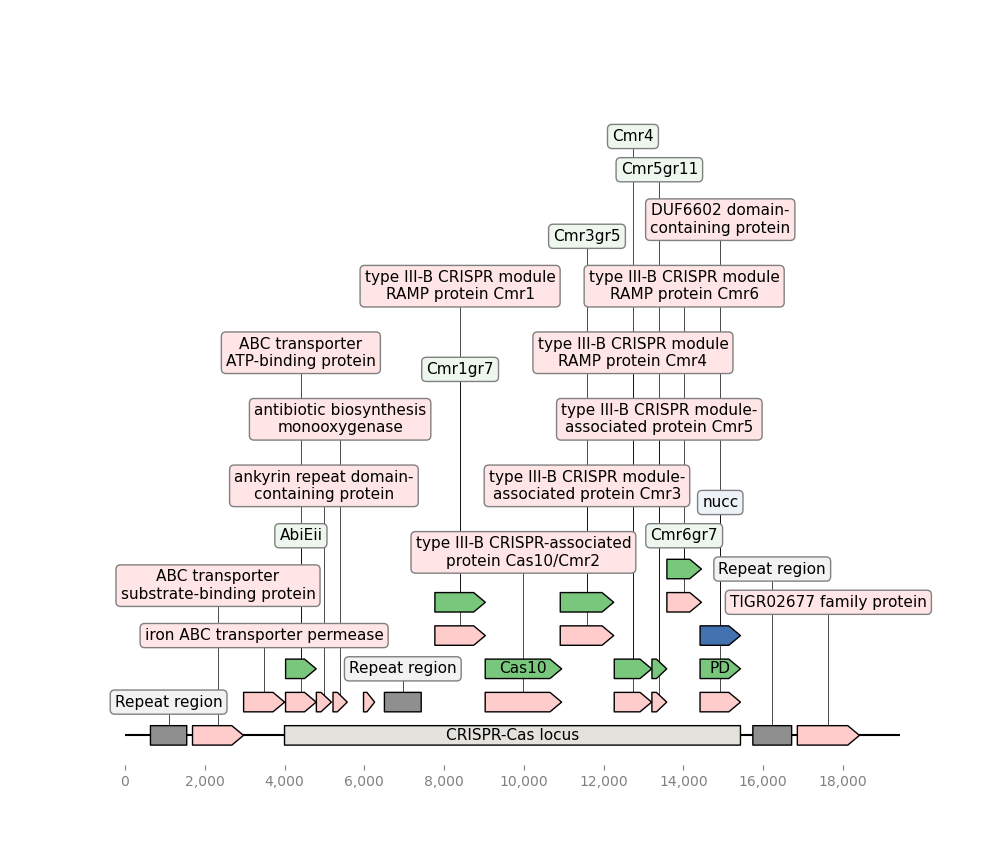 Cmr4
Cmr5gr11
DUF6602 domain-
containing protein
Cmr3gr5
type III-B CRISPR module
RAMP protein Cmr1
type III-B CRISPR module
RAMP protein Cmr6
ABC transporter
ATP-binding protein
type III-B CRISPR module
RAMP protein Cmr4
Cmr1gr7
antibiotic biosynthesis
monooxygenase
type III-B CRISPR module-
associated protein Cmr5
ankyrin repeat domain-
containing protein
type III-B CRISPR module-
associated protein Cmr3
nucc
AbiEii
Cmr6gr7
type III-B CRISPR-associated
protein Cas10/Cmr2
Repeat region
ABC transporter
substrate-binding protein
TIGR02677 family protein
iron ABC transporter permease
Repeat region
Cas10
PD
Repeat region
CRISPR-Cas locus
0 2,000 4,000 6,000 8,000 10,000 12,000 14,000 16,000 18,000